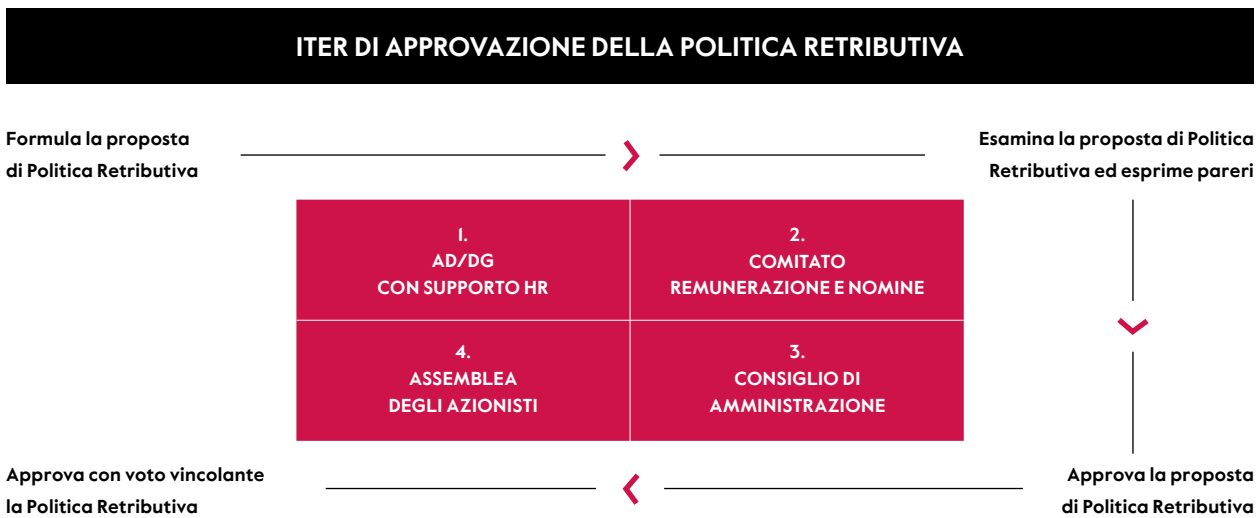 ITER DI APPROVAZIONE DELLA POLITICA RETRIBUTIVA
Formula la proposta
di Politica Retributiva
Esamina la proposta di Politica
Retributiva ed esprime pareri
1.
AD/DG
CON SUPPORTO HR
2.
COMITATO
REMUNERAZIONE E NOMINE
4.
ASSEMBLEA
DEGLI AZIONISTI
3.
CONSIGLIO DI
AMMINISTRAZIONE
Approva con voto vincolante
la Politica Retributiva
Approva la proposta
di Politica Retributiva